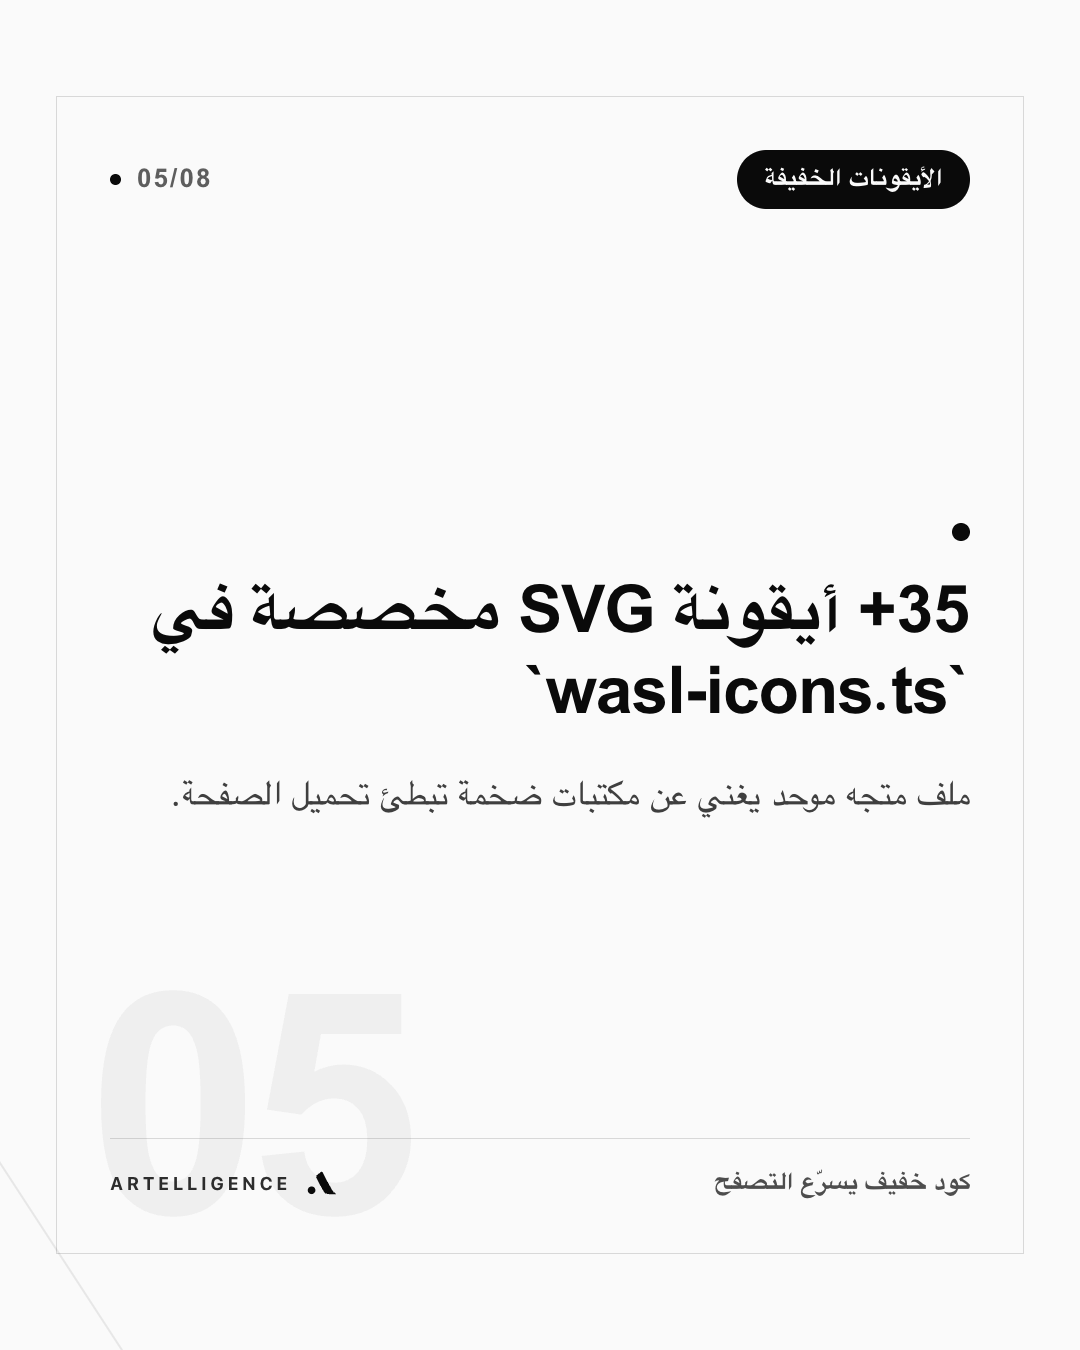 الأيقونات الخفيفة
05/08
35+ أيقونة SVG مخصصة في
`wasl-icons.ts`
ملف متجه موحد يغني عن مكتبات ضخمة تبطئ تحميل الصفحة.
05
كود خفيف يسرّع التصفح
ARTELLIGENCE